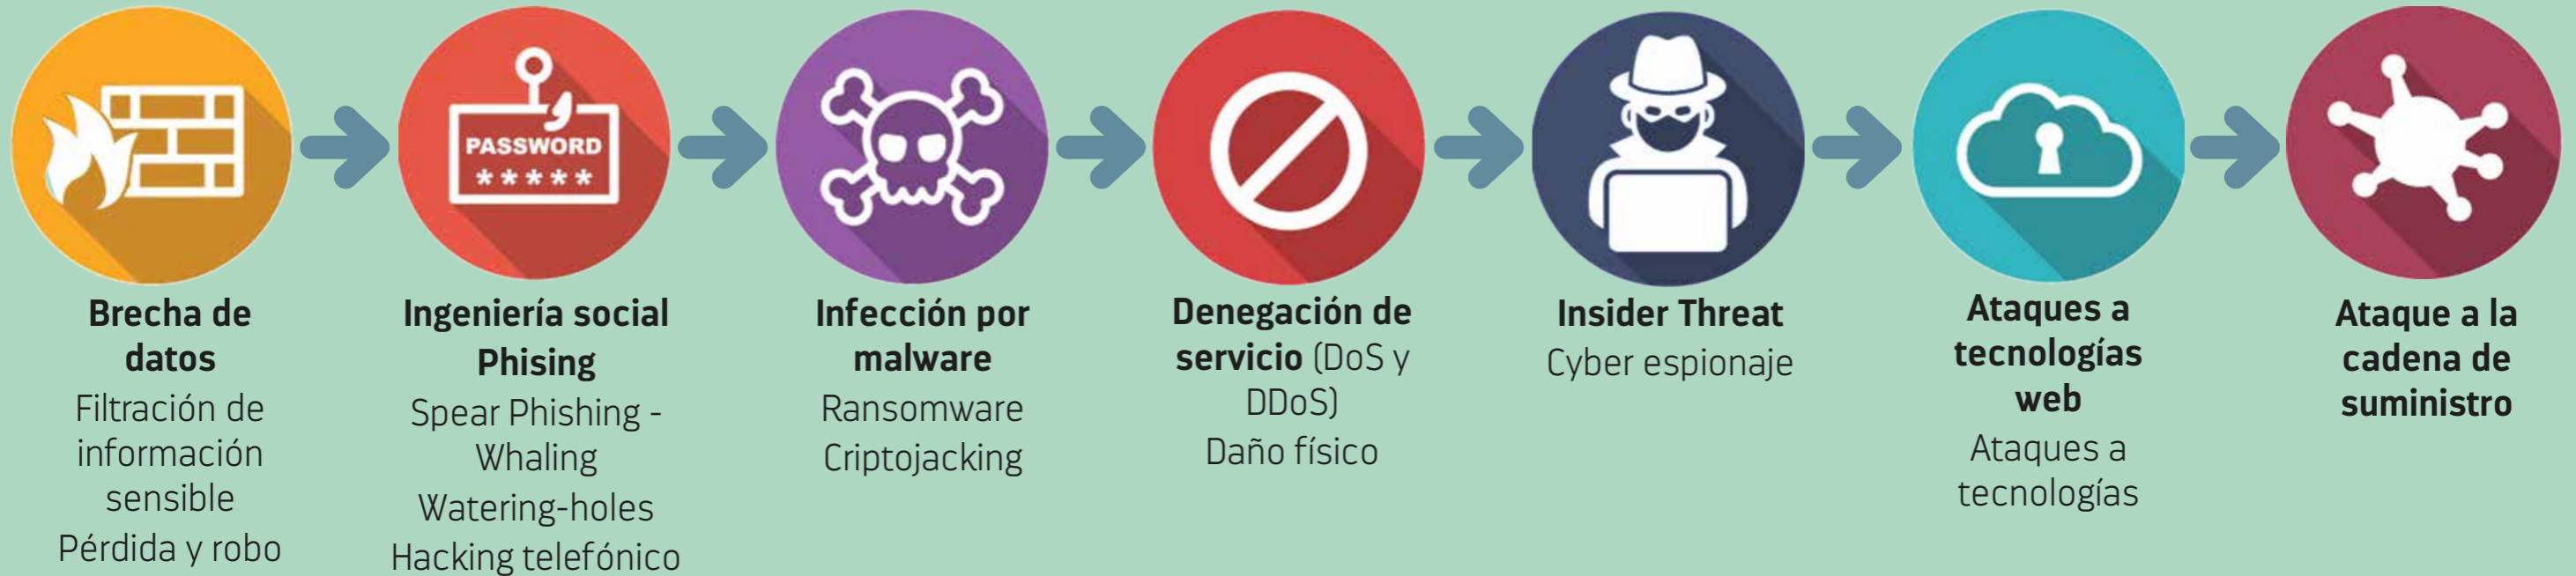 PASSWORD
*****
Brecha de
datos
Filtración de
información
sensible
Pérdida y robo
Ingeniería social
Phising
Spear Phishing -
Whaling
Watering-holes
Hacking telefónico
Infección por
malware
Ransomware
Criptojacking
Denegación de
servicio (DoS y
DDoS)
Daño físico
Insider Threat
Cyber espionaje
Ataques a
tecnologías
web
Ataques a
tecnologías
Ataque a la
cadena de
suministro